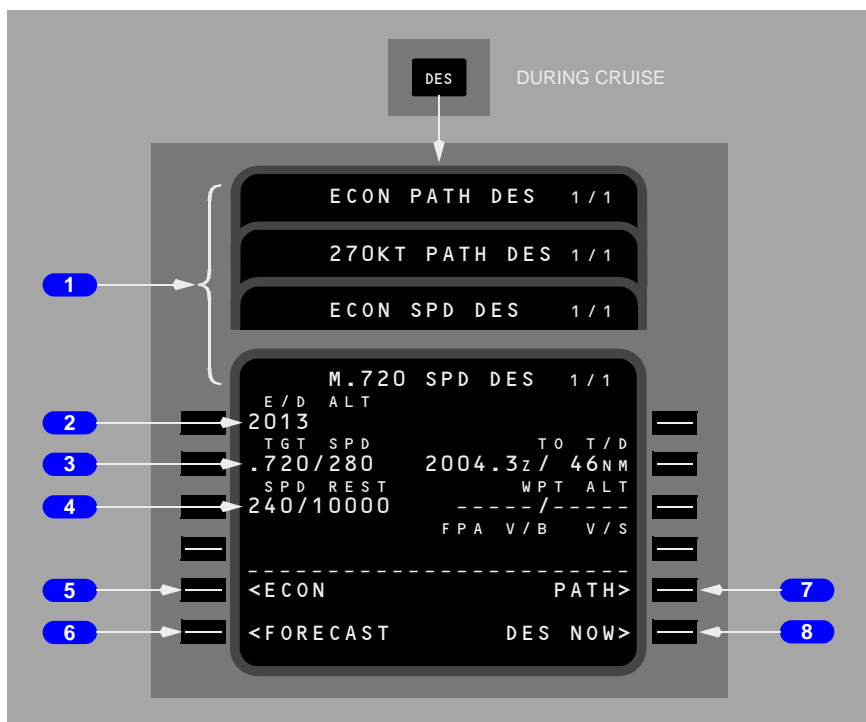 DES DURING CRUISE
ECON PATH DES 1/1
270KT PATH DES 1/1
1
ECON SPD DES 1/1
M.720 SPD DES 1/1
E/D ALT
2 2013
TGT SPD TO T/D
3 .720/280 2004.3z/ 46NM
SPD REST WPT ALT
4 240/10000 -----/-----
FPA V/B V/S
------------------------
5 <ECON PATH> 7
6 <FORECAST DES NOW> 8